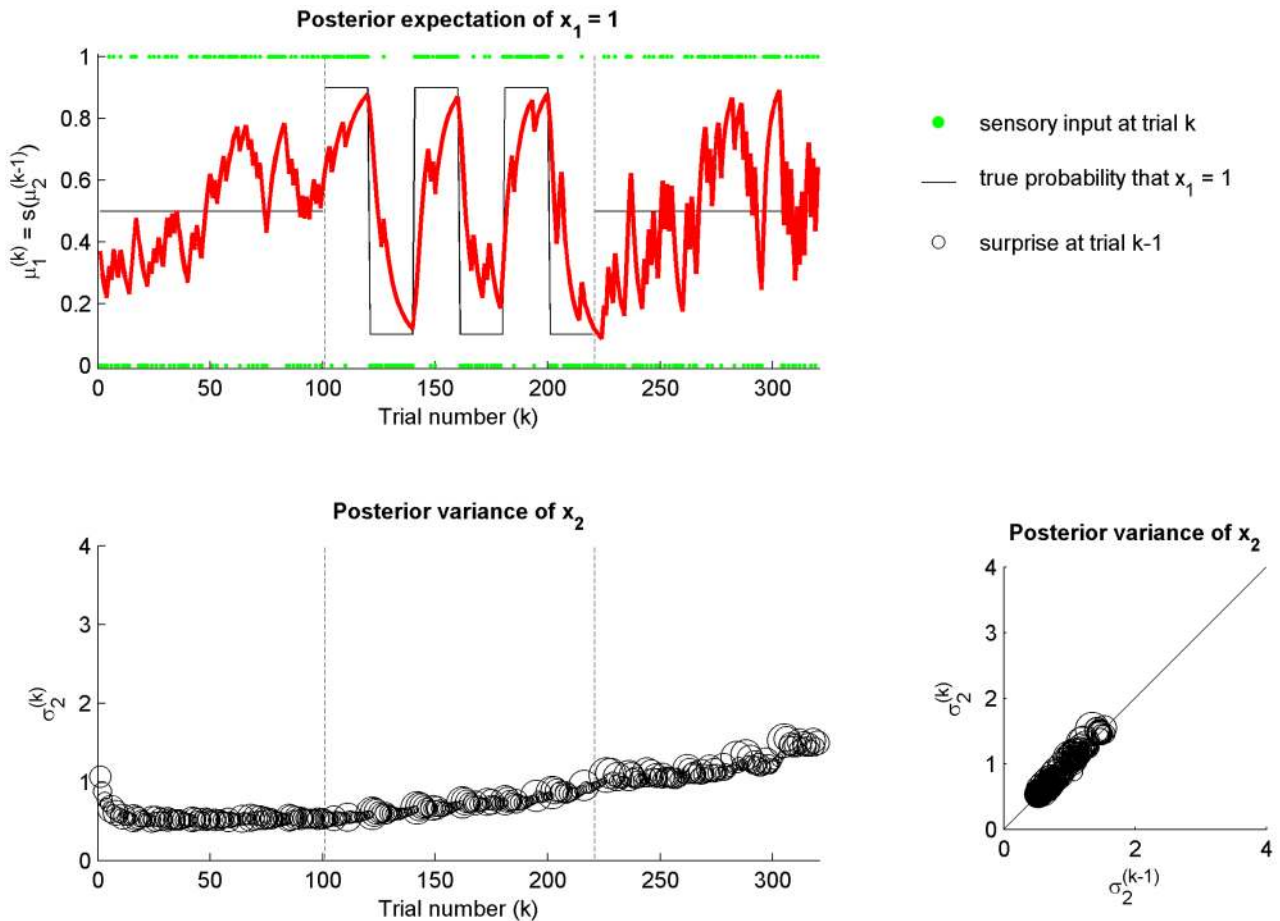 Posterior expectation of x₁ = 1
1
0.8
0.6
0.4
0.2
0
μ₁⁽ᵏ⁾ = s(μ₂⁽ᵏ⁻¹⁾)
0 50 100 150 200 250 300
Trial number (k)
sensory input at trial k
true probability that x₁ = 1
surprise at trial k-1
Posterior variance of x₂
4
3
2
1
0
σ₂⁽ᵏ⁾
0 50 100 150 200 250 300
Trial number (k)
Posterior variance of x₂
4
3
2
1
0
σ₂⁽ᵏ⁾
0 2 4
σ₂⁽ᵏ⁻¹⁾